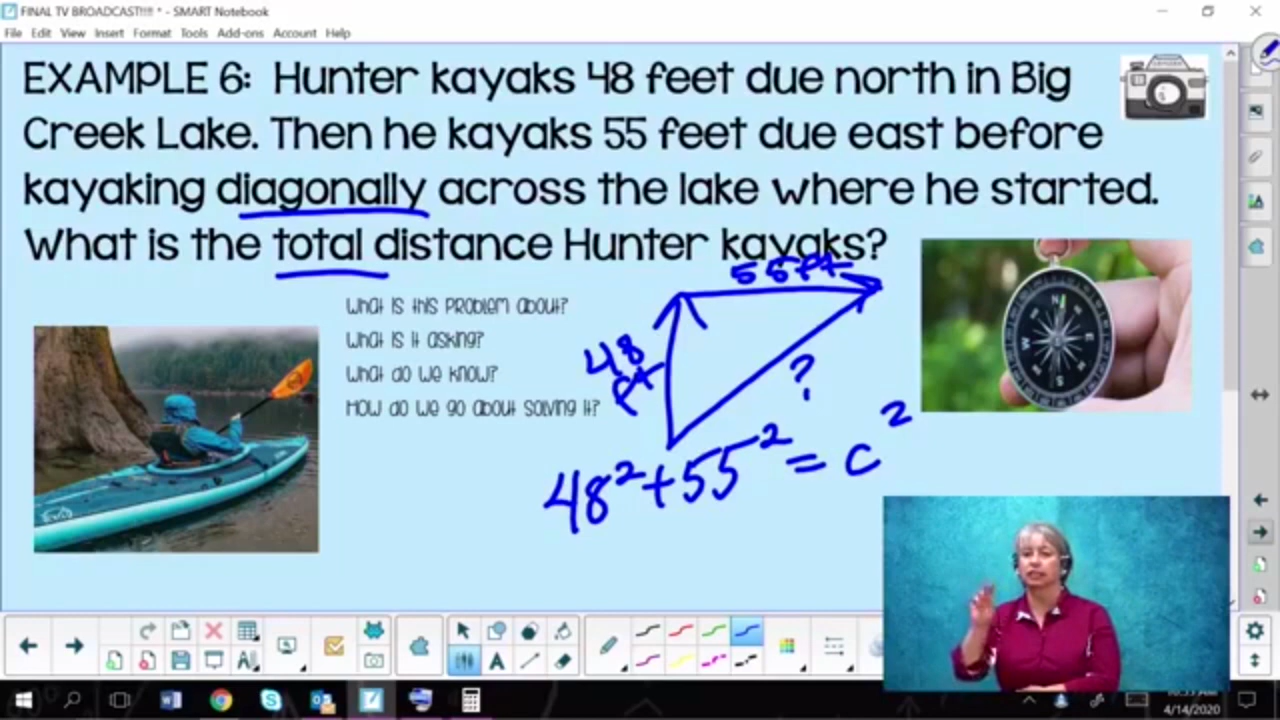 FINAL TV BROADCAST!!!! * - SMART Notebook
File Edit View Insert Format Tools Add-ons Account Help
EXAMPLE 6: Hunter kayaks 48 feet due north in Big
Creek Lake. Then he kayaks 55 feet due east before
kayaking diagonally across the lake where he started.
What is the total distance Hunter kayaks?
55 ft
What is this problem about?
What is it asking?
What do we know?
How do we go about solving it?
48
ft
?
N
W E
S
48² + 55² = c²
4/14/2020